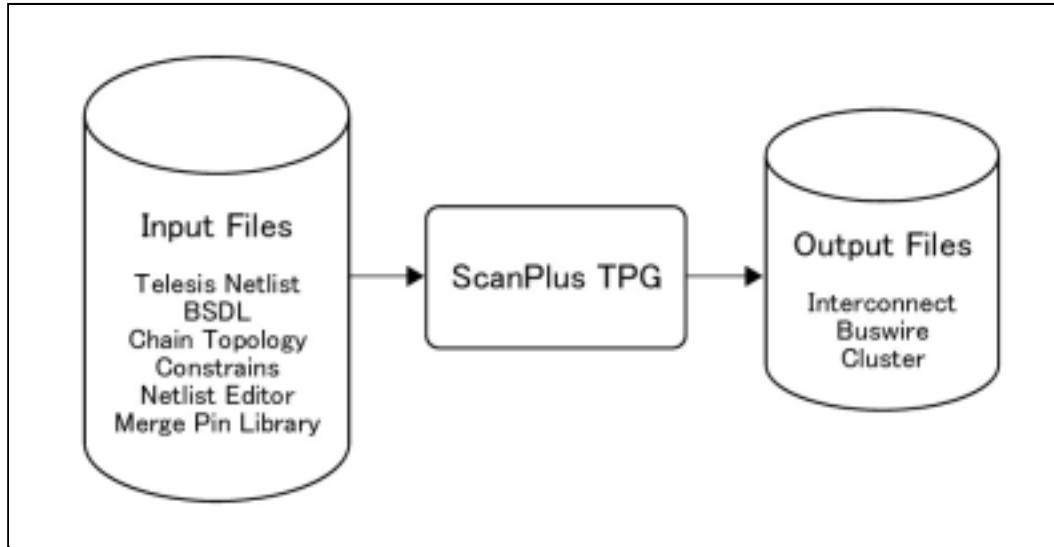 Input Files
Telesis Netlist
BSDL
Chain Topology
Constrains
Netlist Editor
Merge Pin Library
ScanPlus TPG
Output Files
Interconnect
Buswire
Cluster